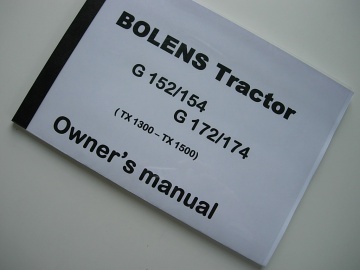 BOLENS Tractor
G 152/154
G 172/174
( TX 1300 – TX 1500)
Owner's manual